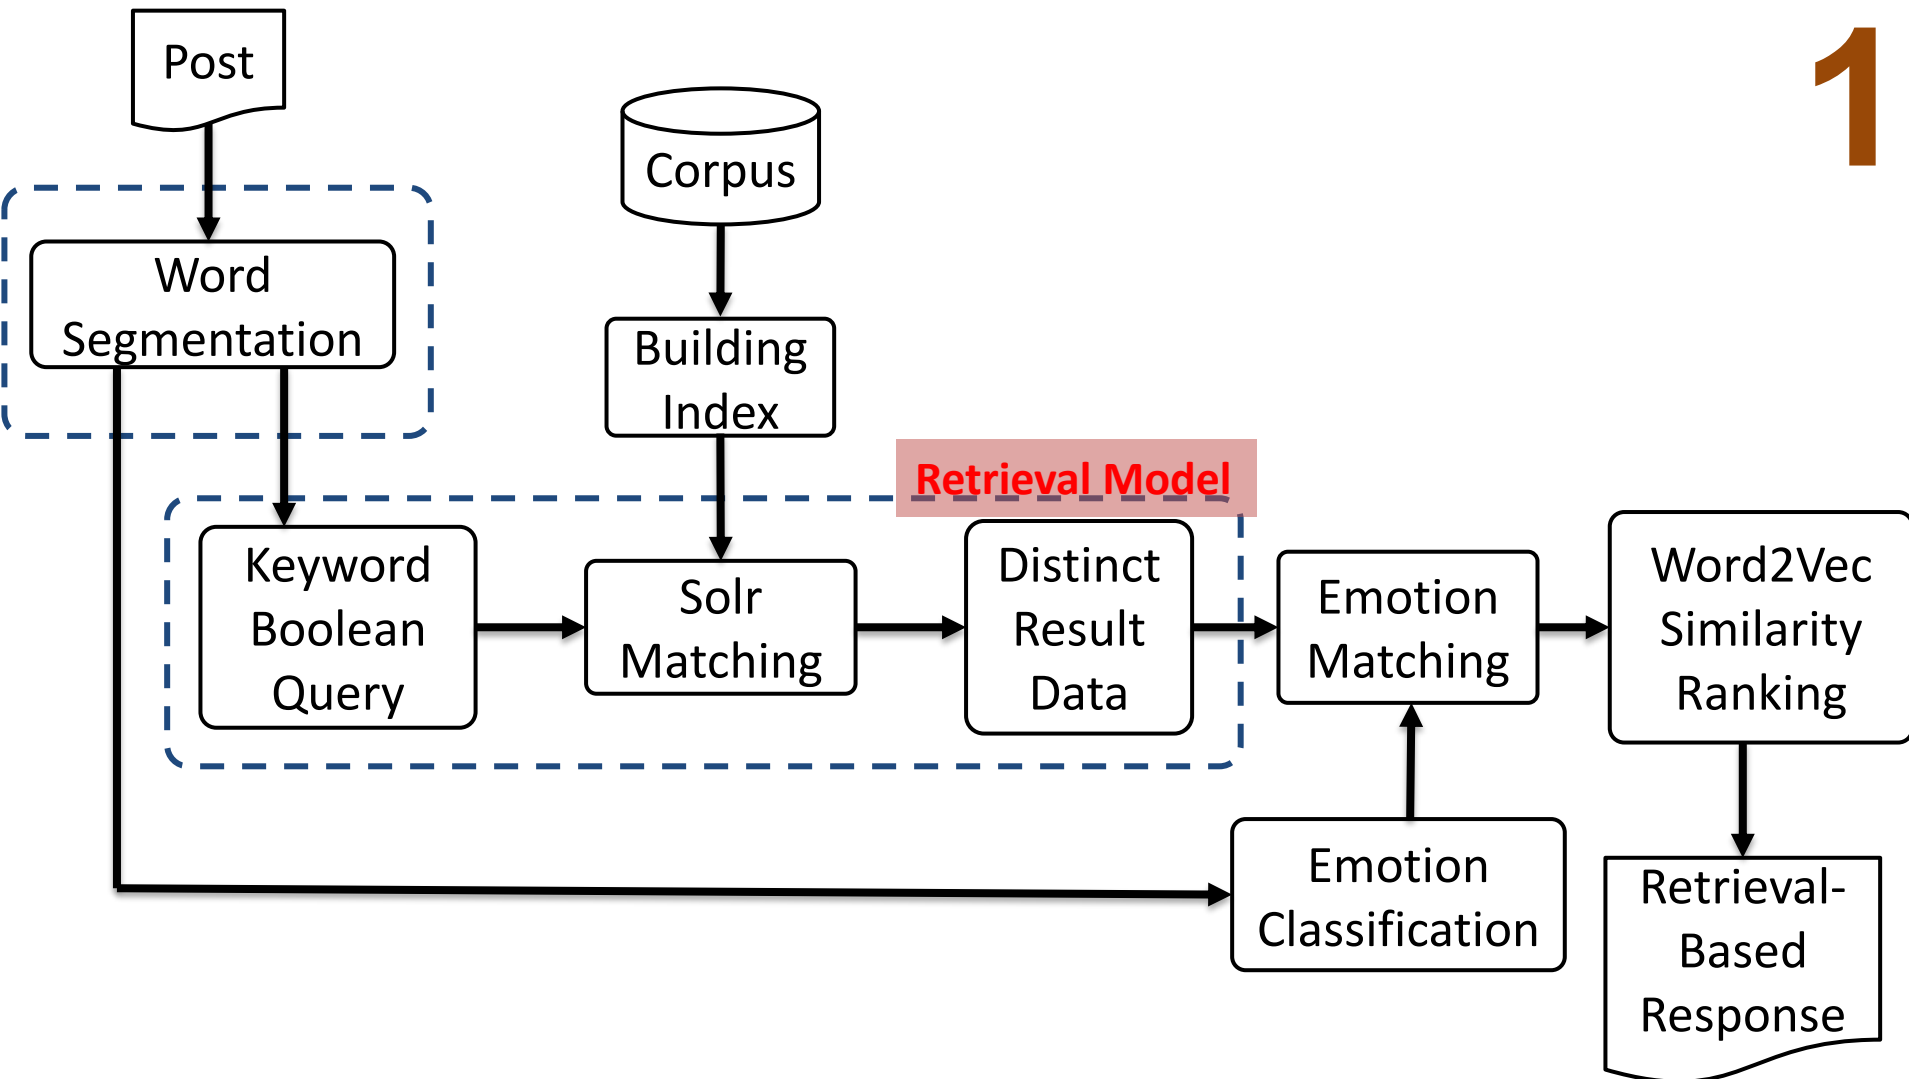 Post
1
Corpus
Word
Segmentation
Building
Index
Retrieval Model
Keyword
Boolean
Query
Solr
Matching
Distinct
Result
Data
Emotion
Matching
Word2Vec
Similarity
Ranking
Emotion
Classification
Retrieval-
Based
Response